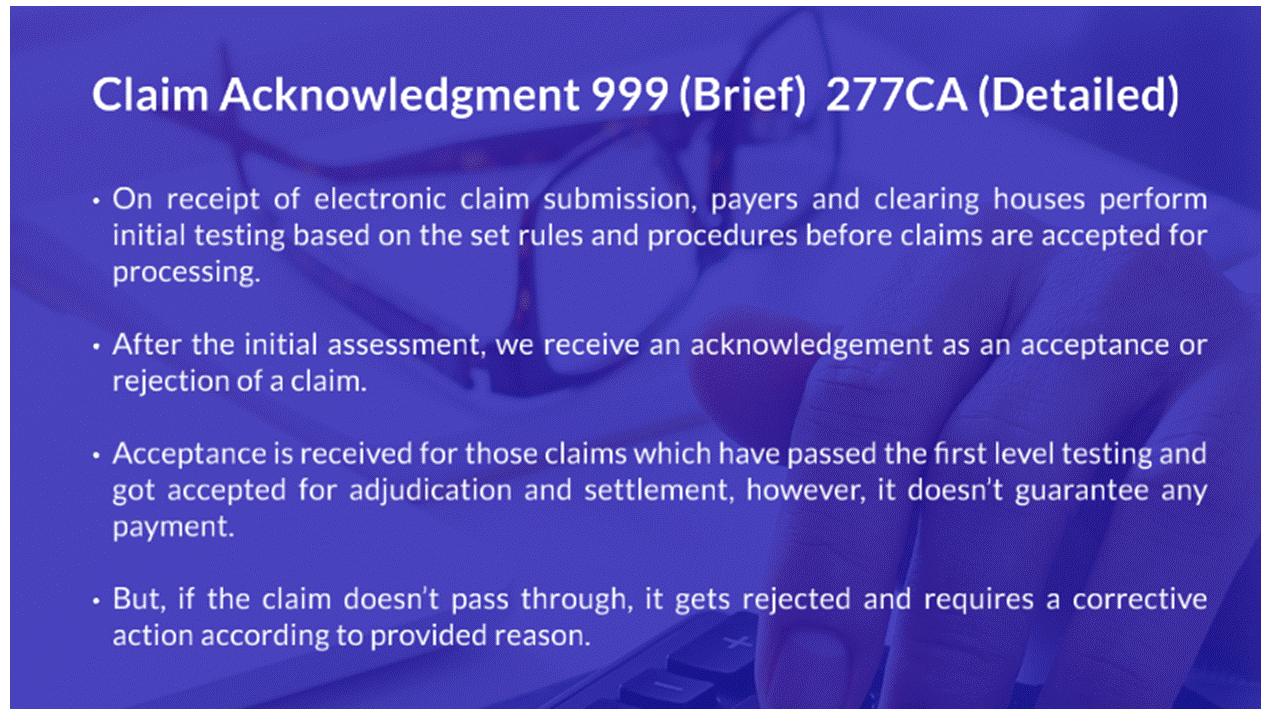 Claim Acknowledgment 999 (Brief)  277CA (Detailed)
• On receipt of electronic claim submission, payers and clearing houses perform
initial testing based on the set rules and procedures before claims are accepted for
processing.
• After the initial assessment, we receive an acknowledgement as an acceptance or
rejection of a claim.
• Acceptance is received for those claims which have passed the first level testing and
got accepted for adjudication and settlement, however, it doesn’t guarantee any
payment.
• But, if the claim doesn’t pass through, it gets rejected and requires a corrective
action according to provided reason.